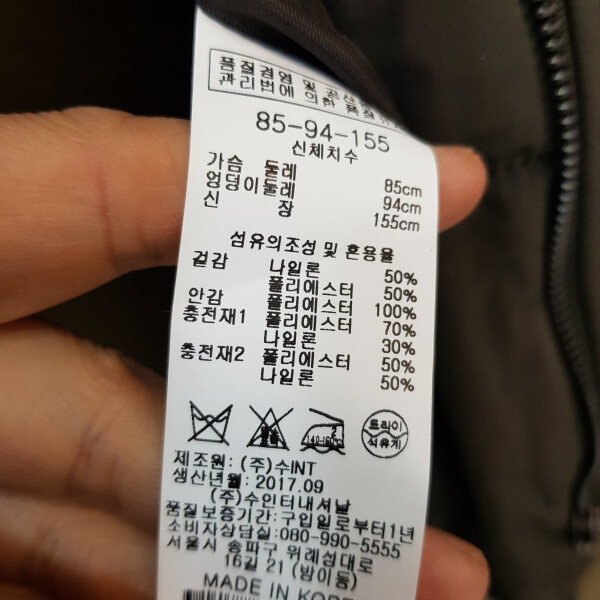 품질경영 및 공산
관리법에 의한 품질
85-94-155
신체치수
가슴 둘레 85cm
엉덩이둘레 94cm
신 장 155cm
섬유의조성 및 혼용율
겉감 나일론 50%
폴리에스터 50%
안감 폴리에스터 100%
충전재1 폴리에스터 70%
나일론 30%
충전재2 폴리에스터 50%
나일론 50%
140-160℃
드라이
석유계
제조원: (주)수INT
생산년월: 2017.09
(주)수인터내셔날
품질보증기간: 구입일로부터1년
소비자상담실: 080-990-5555
서울시 송파구 위례성대로
16길 21 (방이동)
MADE IN KOR